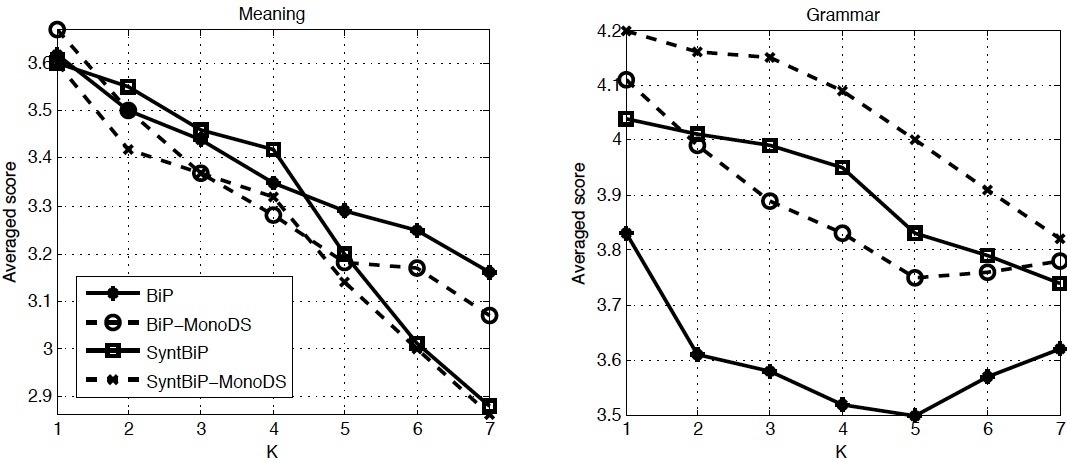 Meaning
Averaged score
3.6
3.5
3.4
3.3
3.2
3.1
3
2.9
1 2 3 4 5 6 7
K
BiP
BiP-MonoDS
SyntBiP
SyntBiP-MonoDS
Grammar
Averaged score
4.2
4.1
4
3.9
3.8
3.7
3.6
3.5
1 2 3 4 5 6 7
K